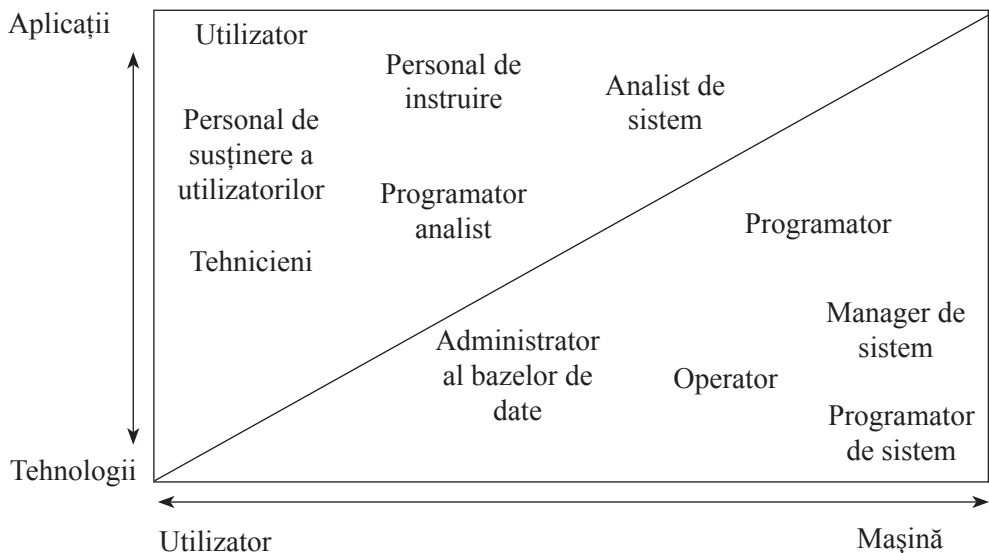 Aplicații
Utilizator
Personal de
instruire
Analist de
sistem
Personal de
susținere a
utilizatorilor
Programator
analist
Programator
Tehnicieni
Manager de
sistem
Administrator
al bazelor de
date
Operator
Programator
de sistem
Tehnologii
Utilizator
Mașină